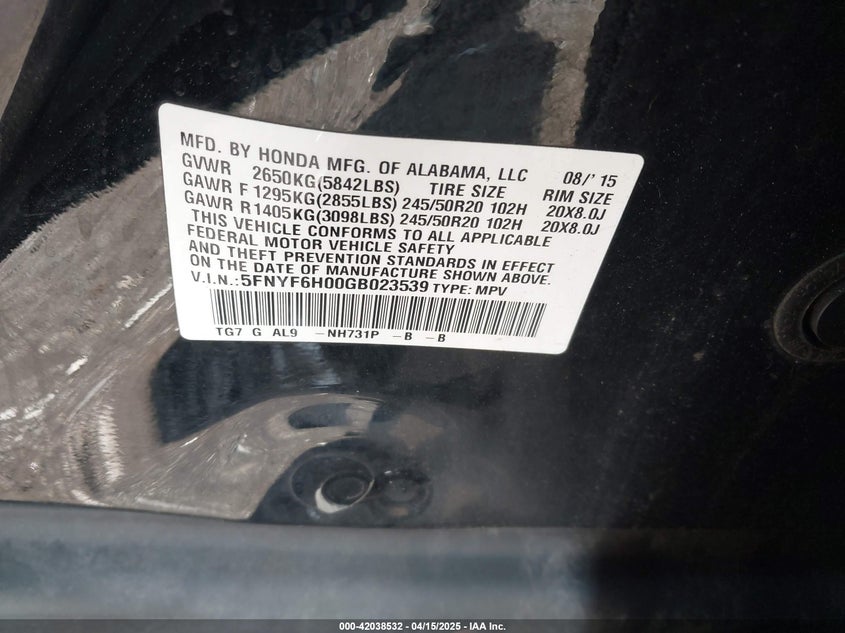 MFD. BY HONDA MFG. OF ALABAMA, LLC 08/' 15
GVWR 2650KG(5842LBS) TIRE SIZE RIM SIZE
GAWR F 1295KG(2855LBS) 245/50R20 102H 20X8.0J
GAWR R 1405KG(3098LBS) 245/50R20 102H 20X8.0J
THIS VEHICLE CONFORMS TO ALL APPLICABLE
FEDERAL MOTOR VEHICLE SAFETY
AND THEFT PREVENTION STANDARDS IN EFFECT
ON THE DATE OF MANUFACTURE SHOWN ABOVE.
V.I.N.:5FNYF6H00GB023539 TYPE: MPV
TG7 G AL9 -NH731P -B -B
000-42038532 - 04/15/2025 - IAA Inc.